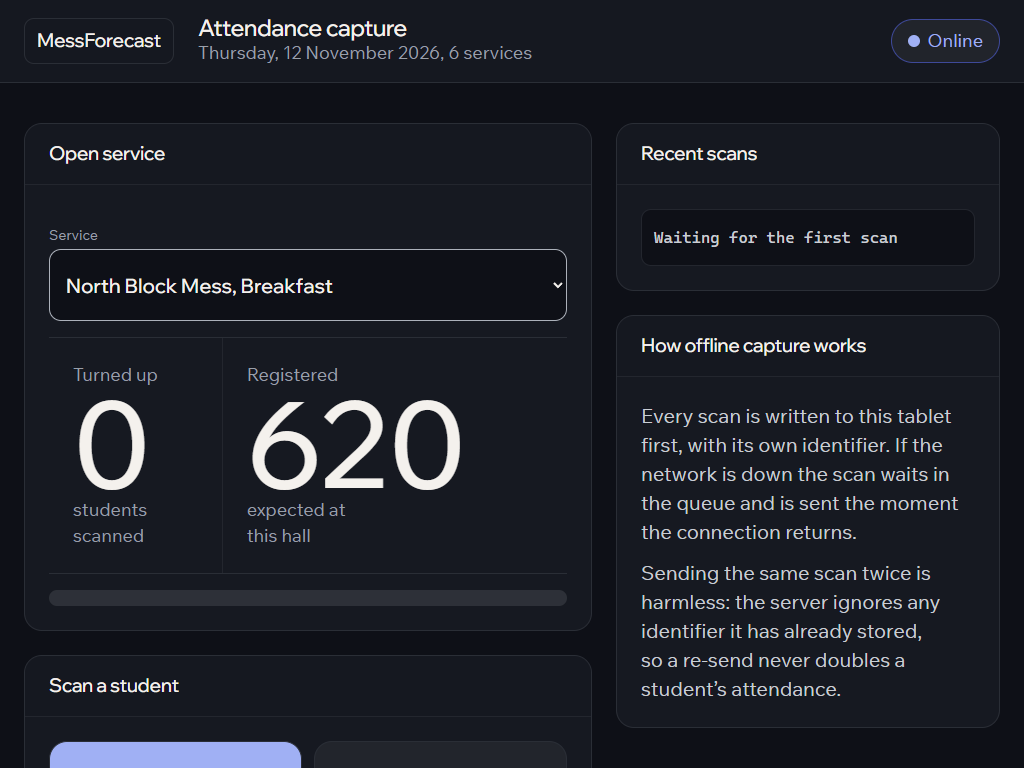 MessForecast
Attendance capture
Thursday, 12 November 2026, 6 services
Online
Open service
Service
North Block Mess, Breakfast
Turned up
0
students
scanned
Registered
620
expected at
this hall
Scan a student
Recent scans
Waiting for the first scan
How offline capture works
Every scan is written to this tablet
first, with its own identifier. If the
network is down the scan waits in
the queue and is sent the moment
the connection returns.
Sending the same scan twice is
harmless: the server ignores any
identifier it has already stored,
so a re-send never doubles a
student’s attendance.